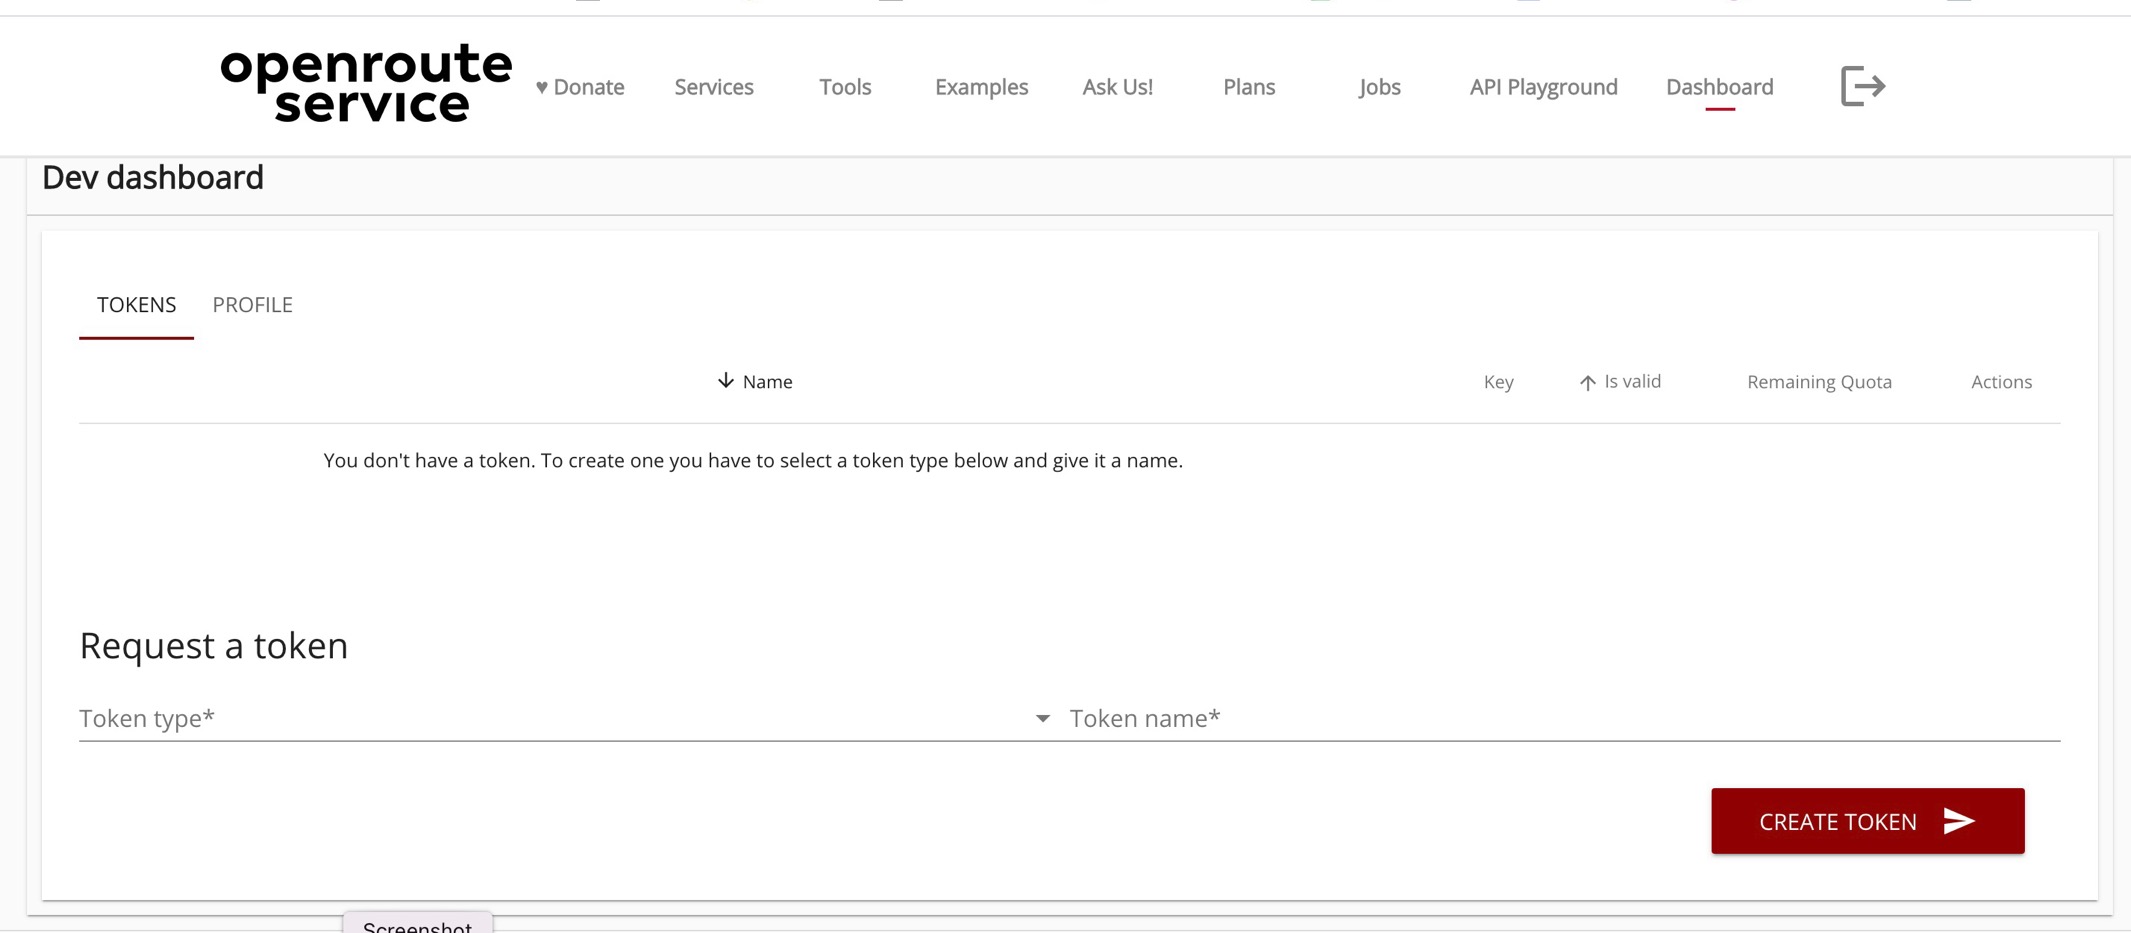 openroute
service
♥ Donate Services Tools Examples Ask Us! Plans Jobs API Playground Dashboard
Dev dashboard
TOKENS PROFILE
Name Key Is valid Remaining Quota Actions
You don't have a token. To create one you have to select a token type below and give it a name.
Request a token
Token type* Token name*
CREATE TOKEN
Screenshot